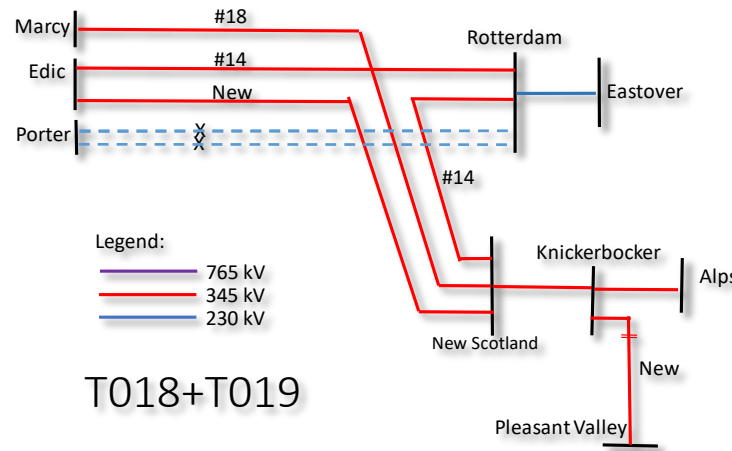 Marcy
#18
Rotterdam
Edic
#14
New
Eastover
Porter
X
X
#14
Legend:
765 kV
345 kV
230 kV
Knickerbocker
Alps
New Scotland
New
T018+T019
Pleasant Valley